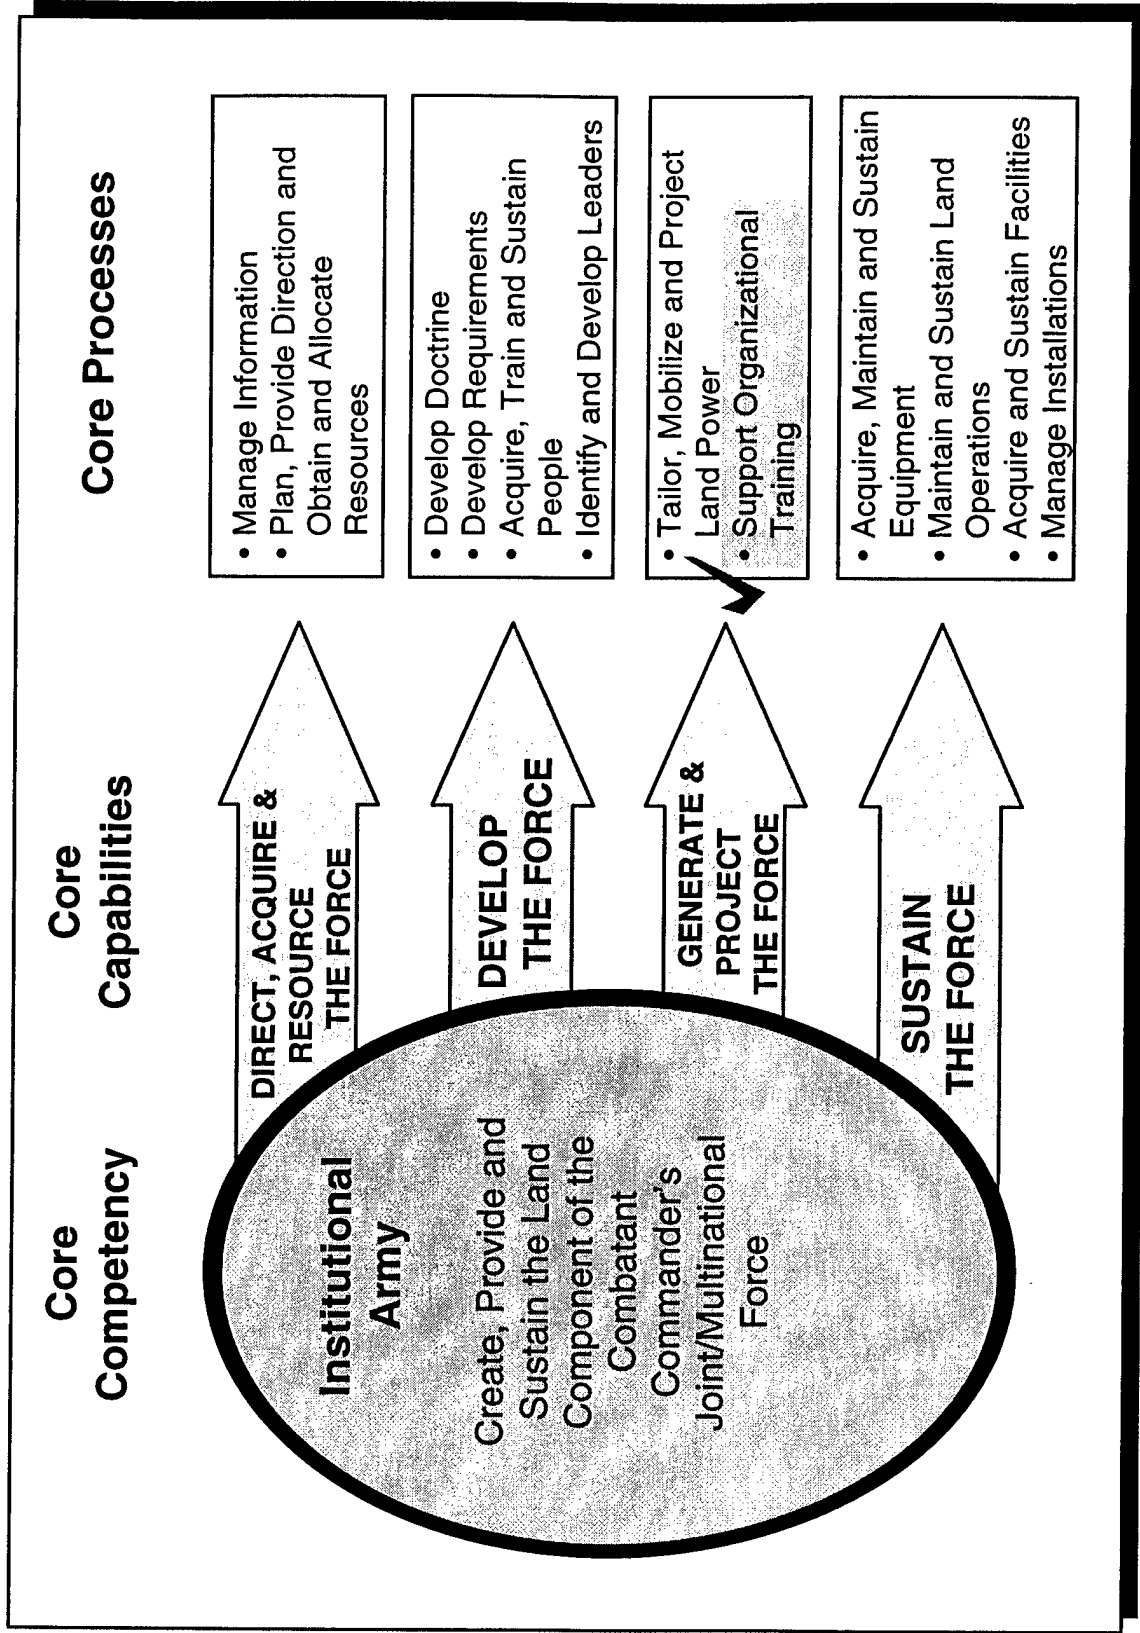 Core
Competency
Core
Capabilities
Core Processes
Institutional
Army
Create, Provide and
Sustain the Land
Component of the
Combatant
Commander's
Joint/Multinational
Force
DIRECT, ACQUIRE &
RESOURCE
THE FORCE
• Manage Information
• Plan, Provide Direction and
Obtain and Allocate
Resources
DEVELOP
THE FORCE
• Develop Doctrine
• Develop Requirements
• Acquire, Train and Sustain
People
• Identify and Develop Leaders
GENERATE &
PROJECT
THE FORCE
• Tailor, Mobilize and Project
Land Power
• Support Organizational
Training
SUSTAIN
THE FORCE
• Acquire, Maintain and Sustain
Equipment
• Maintain and Sustain Land
Operations
• Acquire and Sustain Facilities
• Manage Installations